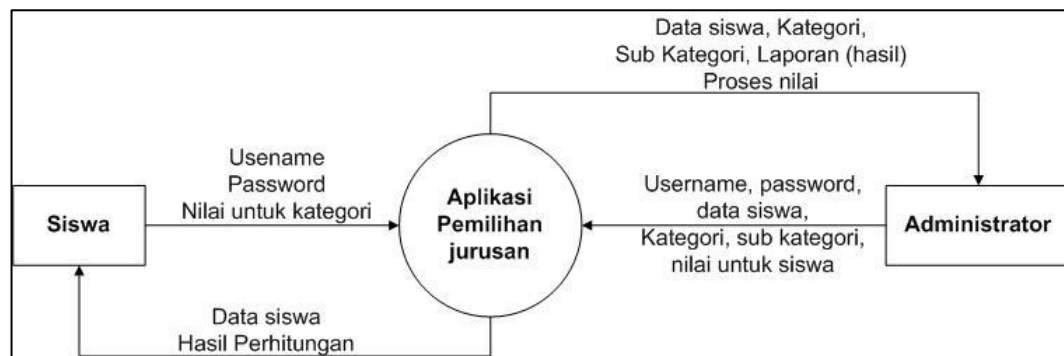 Data siswa, Kategori,
Sub Kategori, Laporan (hasil)
Proses nilai
Usename
Password
Nilai untuk kategori
Siswa
Aplikasi
Pemilihan
jurusan
Username, password,
data siswa,
Kategori, sub kategori,
nilai untuk siswa
Administrator
Data siswa
Hasil Perhitungan